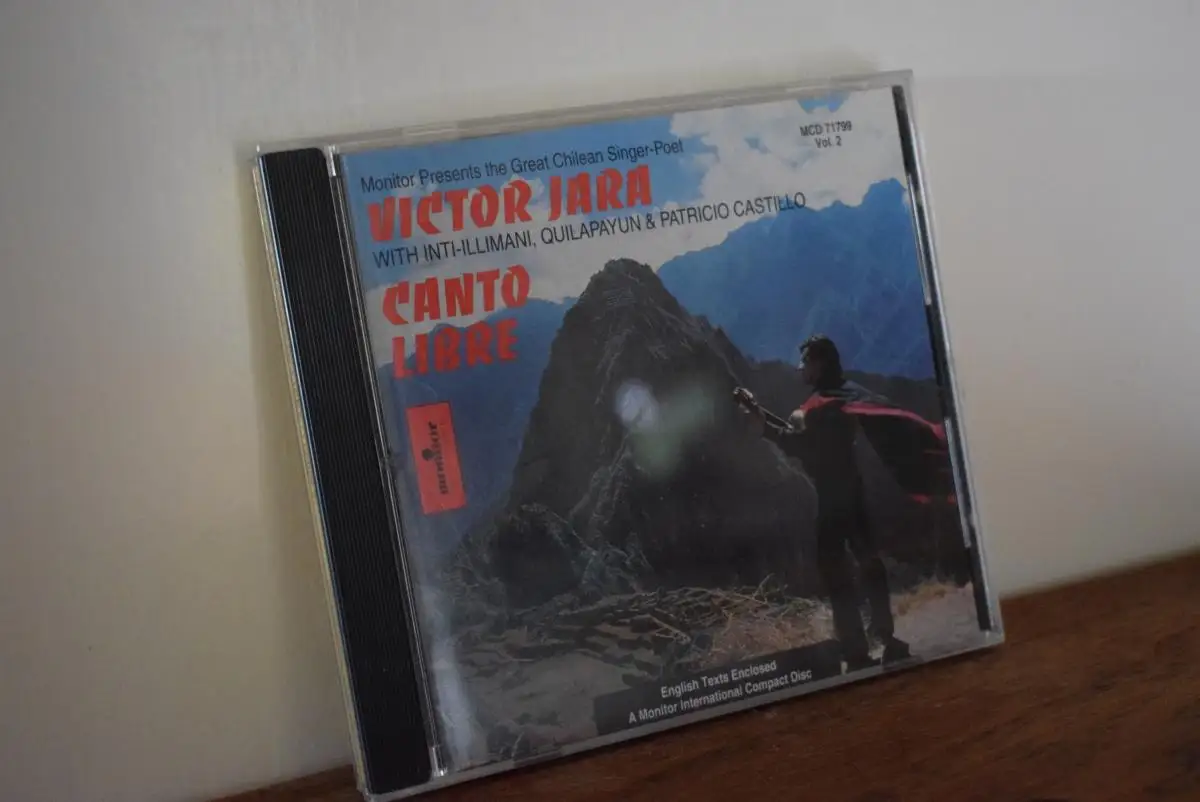 Monitor Presents the Great Chilean Singer-Poet
VICTOR JARA
WITH INTI-ILLIMANI, QUILAPAYUN & PATRICIO CASTILLO
MCD 71799
Vol. 2
CANTO
LIBRE
monitor
English Texts Enclosed
A Monitor International Compact Disc